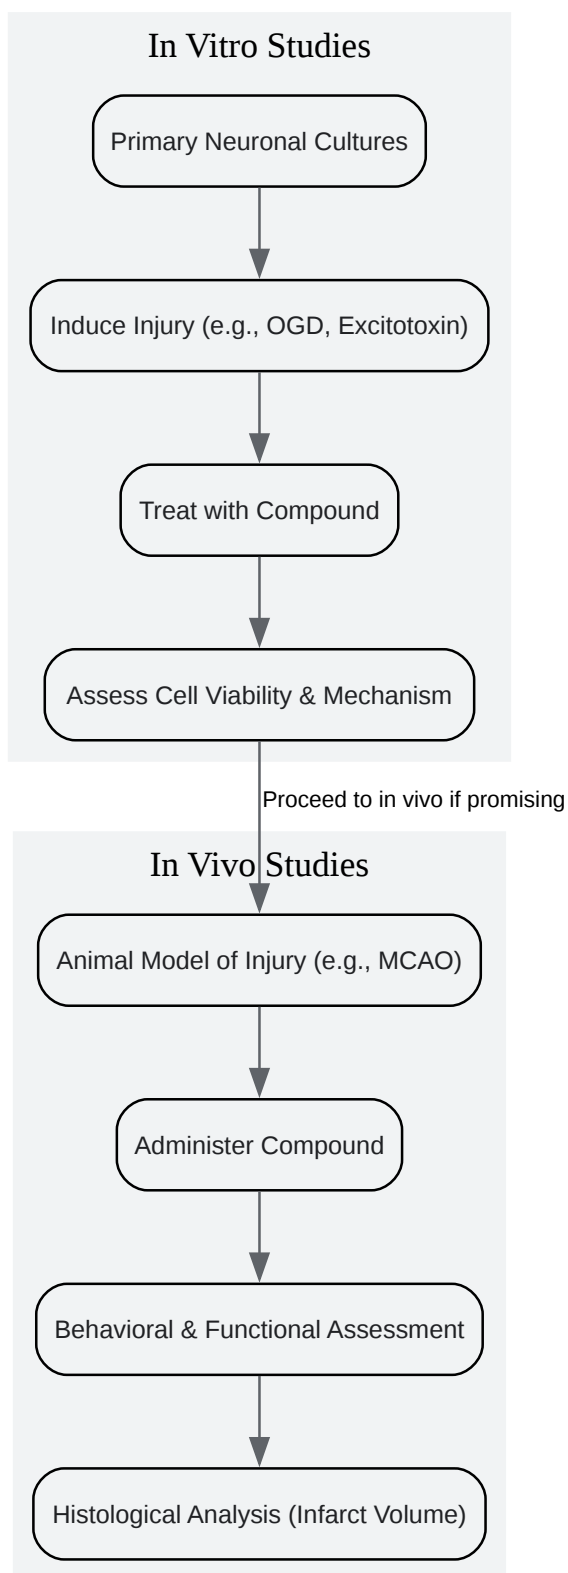 In Vitro Studies
Primary Neuronal Cultures
Induce Injury (e.g., OGD, Excitotoxin)
Treat with Compound
Assess Cell Viability & Mechanism
Proceed to in vivo if promising
In Vivo Studies
Animal Model of Injury (e.g., MCAO)
Administer Compound
Behavioral & Functional Assessment
Histological Analysis (Infarct Volume)